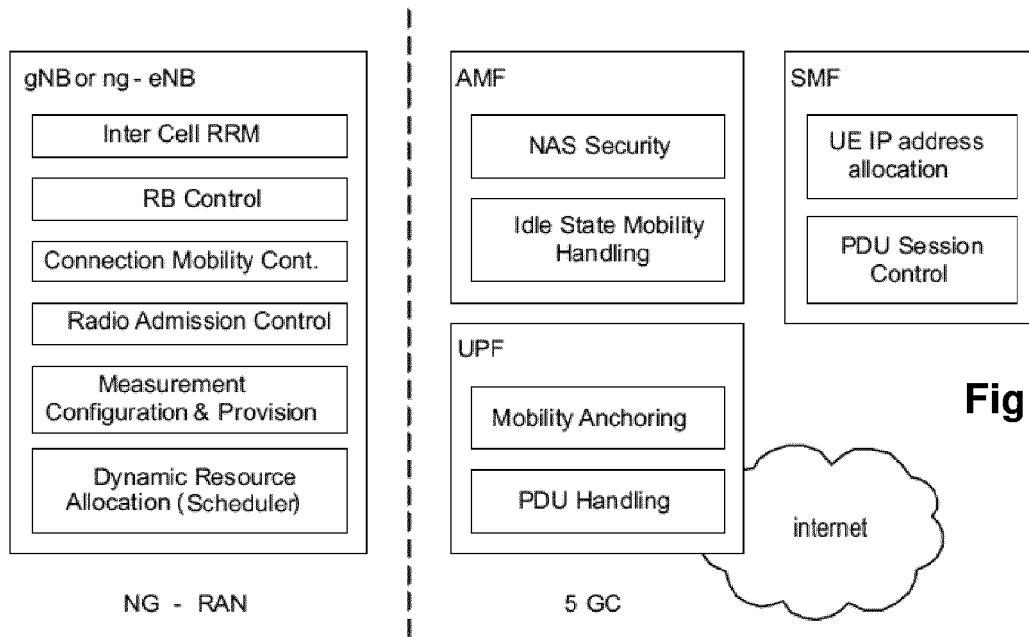 gNB or ng - eNB
Inter Cell RRM
RB Control
Connection Mobility Cont.
Radio Admission Control
Measurement
Configuration & Provision
Dynamic Resource
Allocation (Scheduler)
NG - RAN
AMF
NAS Security
Idle State Mobility
Handling
SMF
UE IP address
allocation
PDU Session
Control
UPF
Mobility Anchoring
PDU Handling
internet
5 GC
Fig